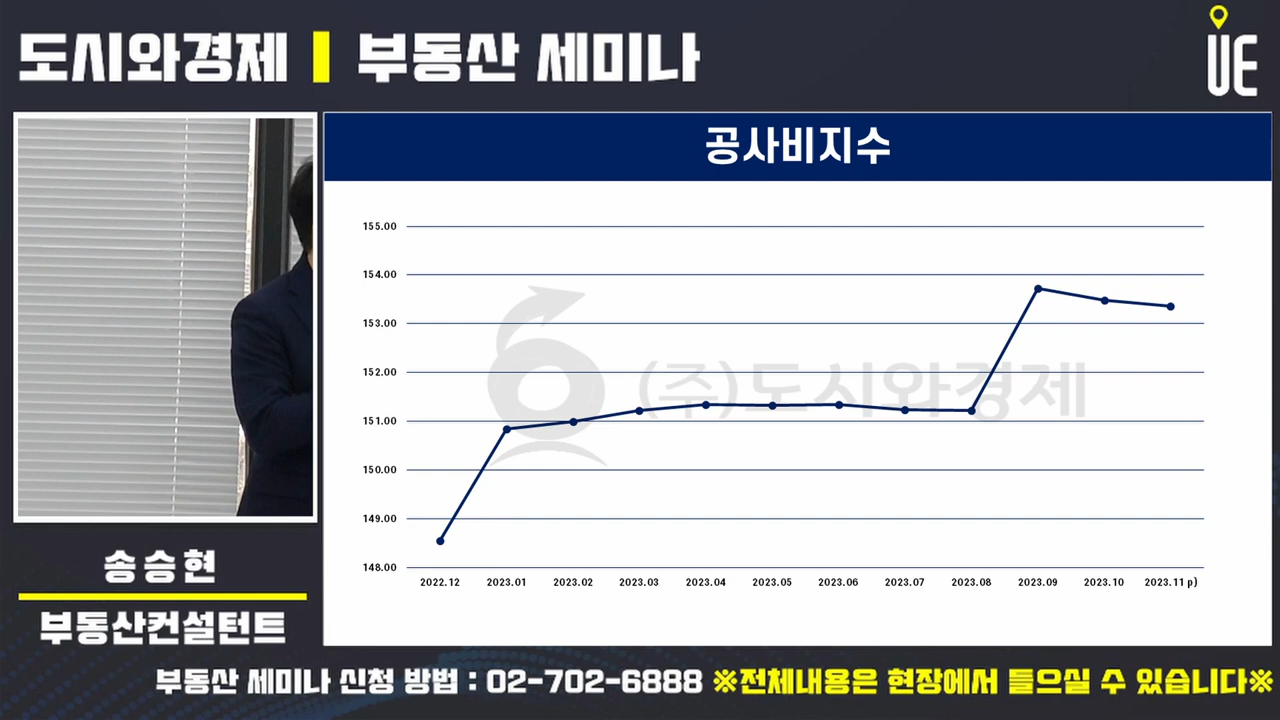 도시와경제 | 부동산 세미나
UE
공사비지수
155.00
154.00
153.00
152.00
151.00
150.00
149.00
148.00
(주)도시와경제
2022.12 2023.01 2023.02 2023.03 2023.04 2023.05 2023.06 2023.07 2023.08 2023.09 2023.10 2023.11 p)
송승현
부동산컨설턴트
부동산 세미나 신청 방법 : 02-702-6888 ※전체내용은 현장에서 들으실 수 있습니다※